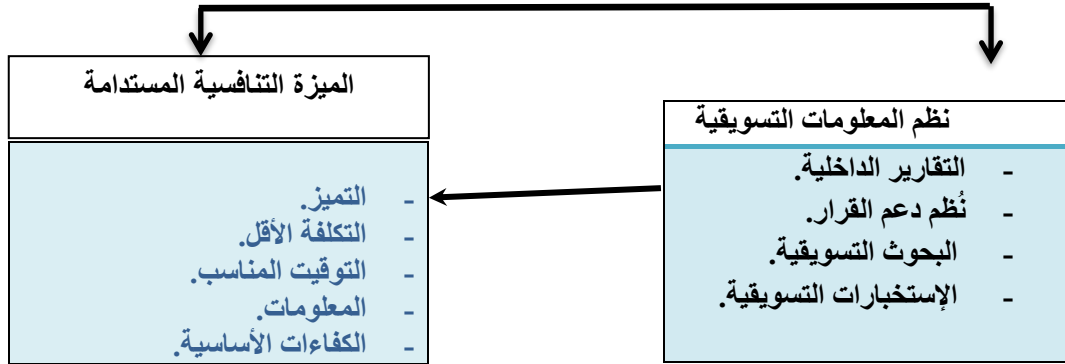 نظم المعلومات التسويقية
- التقارير الداخلية.
- نُظم دعم القرار.
- البحوث التسويقية.
- الإستخبارات التسويقية.
الميزة التنافسية المستدامة
- التميز.
- التكلفة الأقل.
- التوقيت المناسب.
- المعلومات.
- الكفاءات الأساسية.